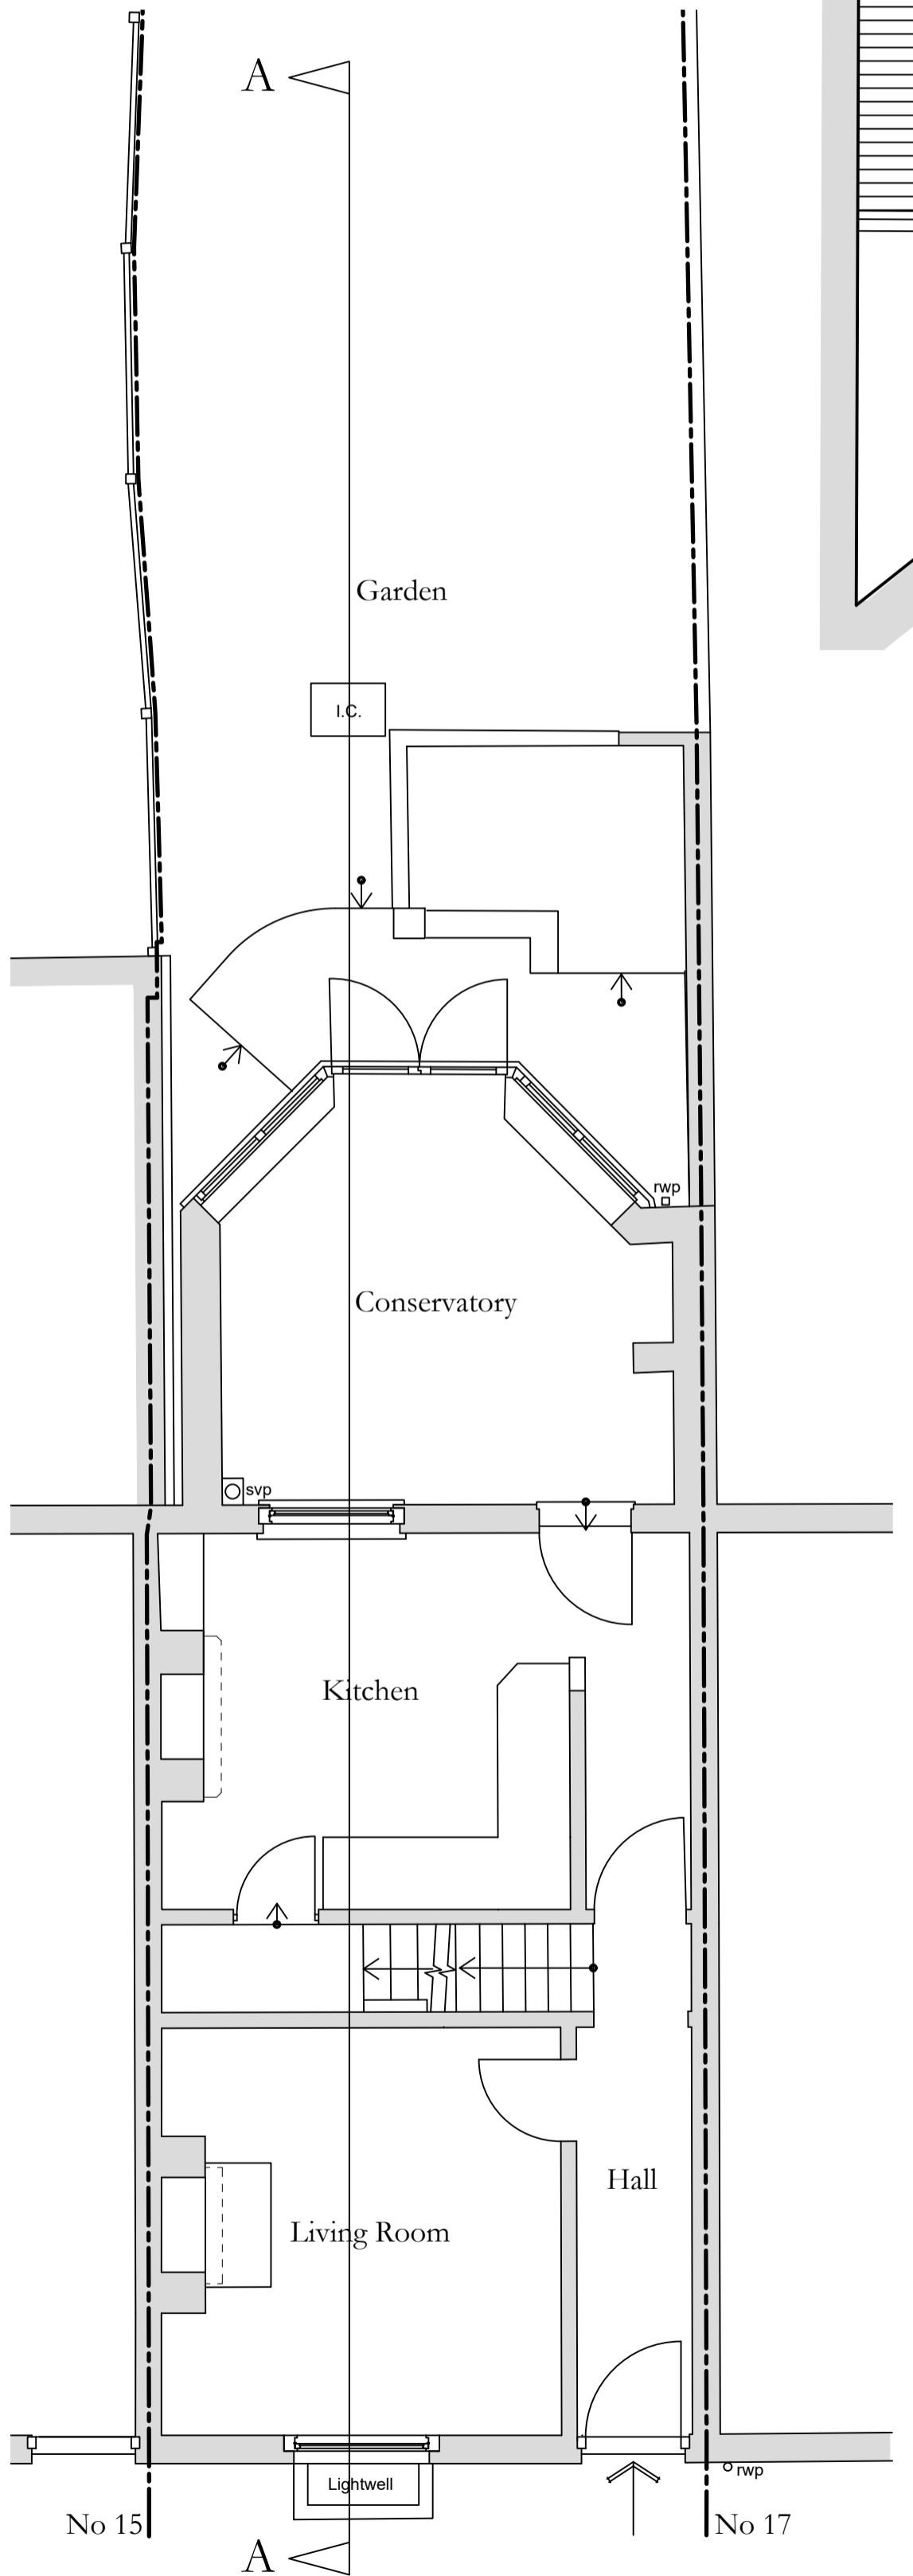 A
Garden
I.C.
rwp
Conservatory
svp
Kitchen
Hall
Living Room
Lightwell
rwp
No 15
No 17
A